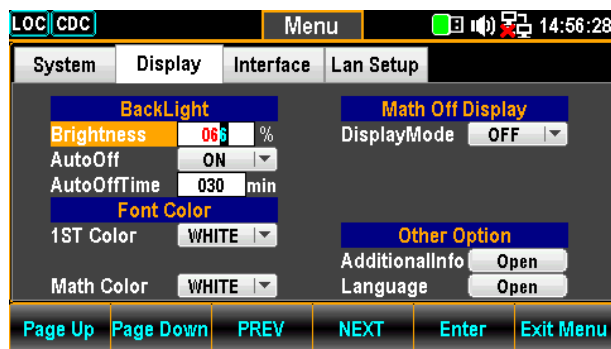 LOC CDC Menu 14:56:28
System Display Interface Lan Setup
BackLight Math Off Display
Brightness 066 % DisplayMode OFF
AutoOff ON
AutoOffTime 030 min
Font Color
1ST Color WHITE Other Option
AdditionalInfo Open
Math Color WHITE Language Open
Page Up Page Down PREV NEXT Enter Exit Menu